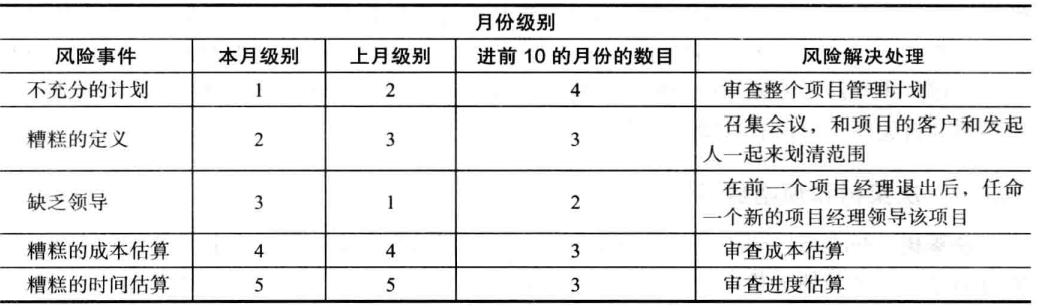 月份级别
风险事件 本月级别 上月级别 进前 10 的月份的数目 风险解决处理
不充分的计划 1 2 4 审查整个项目管理计划
糟糕的定义 2 3 3 召集会议，和项目的客户和发起
人一起来划清范围
缺乏领导 3 1 2 在前一个项目经理退出后，任命
一个新的项目经理领导该项目
糟糕的成本估算 4 4 3 审查成本估算
糟糕的时间估算 5 5 3 审查进度估算